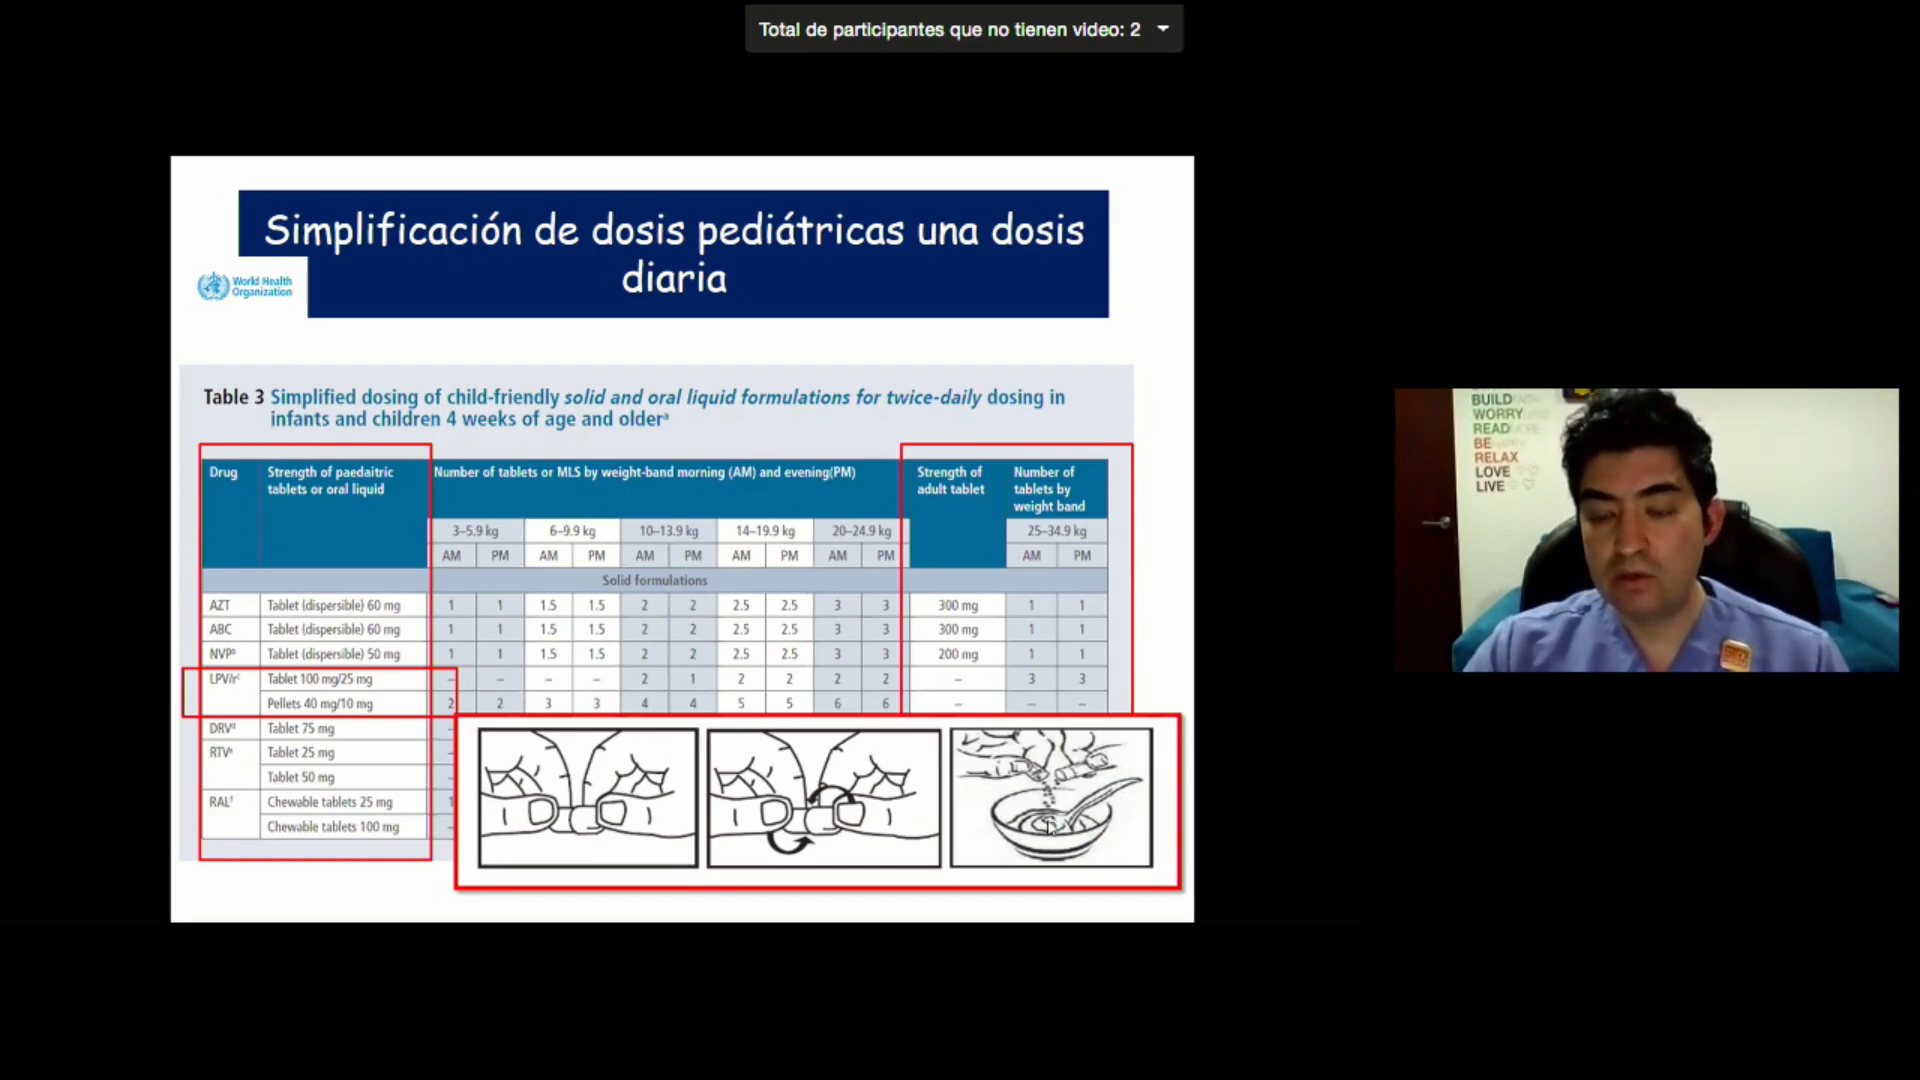 Total de participantes que no tienen video: 2
Simplificación de dosis pediátricas una dosis
diaria
World Health
Organization
Table 3 Simplified dosing of child-friendly solid and oral liquid formulations for twice-daily dosing in
infants and children 4 weeks of age and olderª
Drug Strength of paedaitric tablets or oral liquid Number of tablets or MLS by weight-band morning (AM) and evening(PM) Strength of adult tablet Number of tablets by weight band
3–5.9 kg 6–9.9 kg 10–13.9 kg 14–19.9 kg 20–24.9 kg 25–34.9 kg
AM PM AM PM AM PM AM PM AM PM AM PM
Solid formulations
AZT Tablet (dispersible) 60 mg 1 1 1.5 1.5 2 2 2.5 2.5 3 3 300 mg 1 1
ABC Tablet (dispersible) 60 mg 1 1 1.5 1.5 2 2 2.5 2.5 3 3 300 mg 1 1
NVPᵇ Tablet (dispersible) 50 mg 1 1 1.5 1.5 2 2 2.5 2.5 3 3 200 mg 1 1
LPV/rᶜ Tablet 100 mg/25 mg – – – – 2 1 2 2 2 2 – 3 3
Pellets 40 mg/10 mg 2 2 3 3 4 4 5 5 6 6 – – –
DRVᵈ Tablet 75 mg –
RTVᵉ Tablet 25 mg –
Tablet 50 mg –
RALᶠ Chewable tablets 25 mg 1
Chewable tablets 100 mg –
BUILD
WORRY
READ
BE
RELAX
LOVE
LIVE